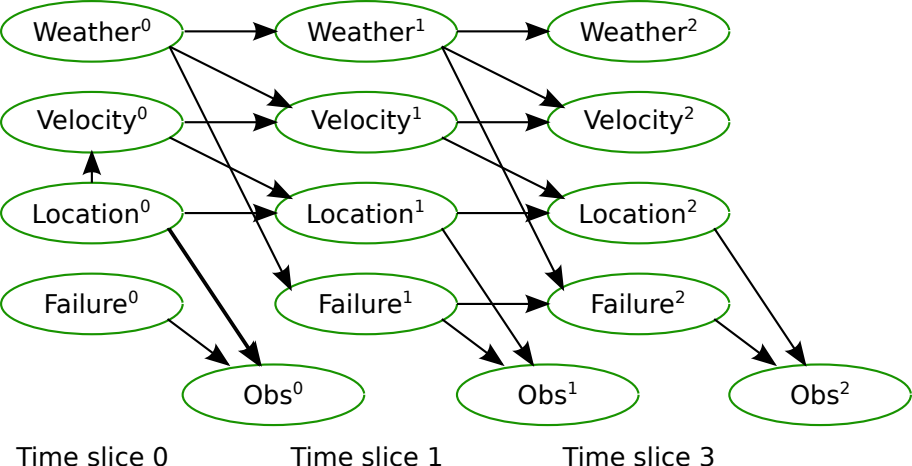 Weather⁰ Weather¹ Weather²
Velocity⁰ Velocity¹ Velocity²
Location⁰ Location¹ Location²
Failure⁰ Failure¹ Failure²
Obs⁰ Obs¹ Obs²
Time slice 0 Time slice 1 Time slice 3